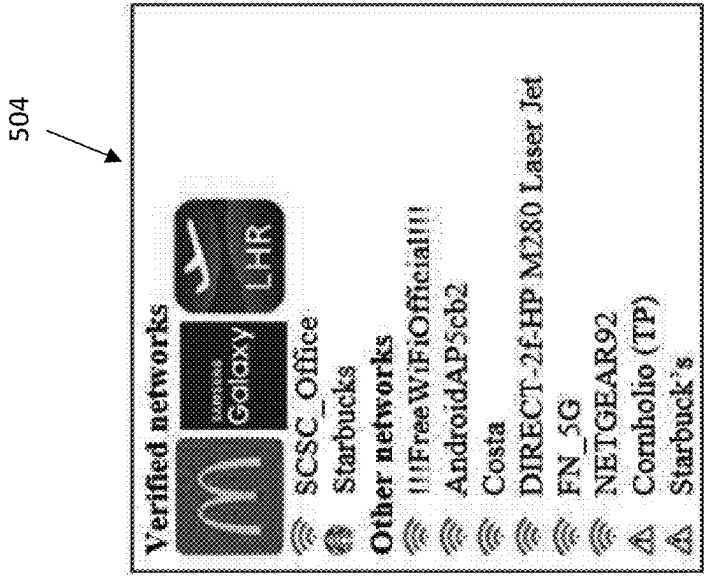 504
Verified networks
SAMSUNG
Galaxy
LHR
SCSC_Office
Starbucks
Other networks
!!!FreeWiFiOfficial!!!
AndroidAP5cb2
Costa
DIRECT-2f-HP M280 Laser Jet
FN_5G
NETGEAR92
Cornholio (TP)
Starbuck`s